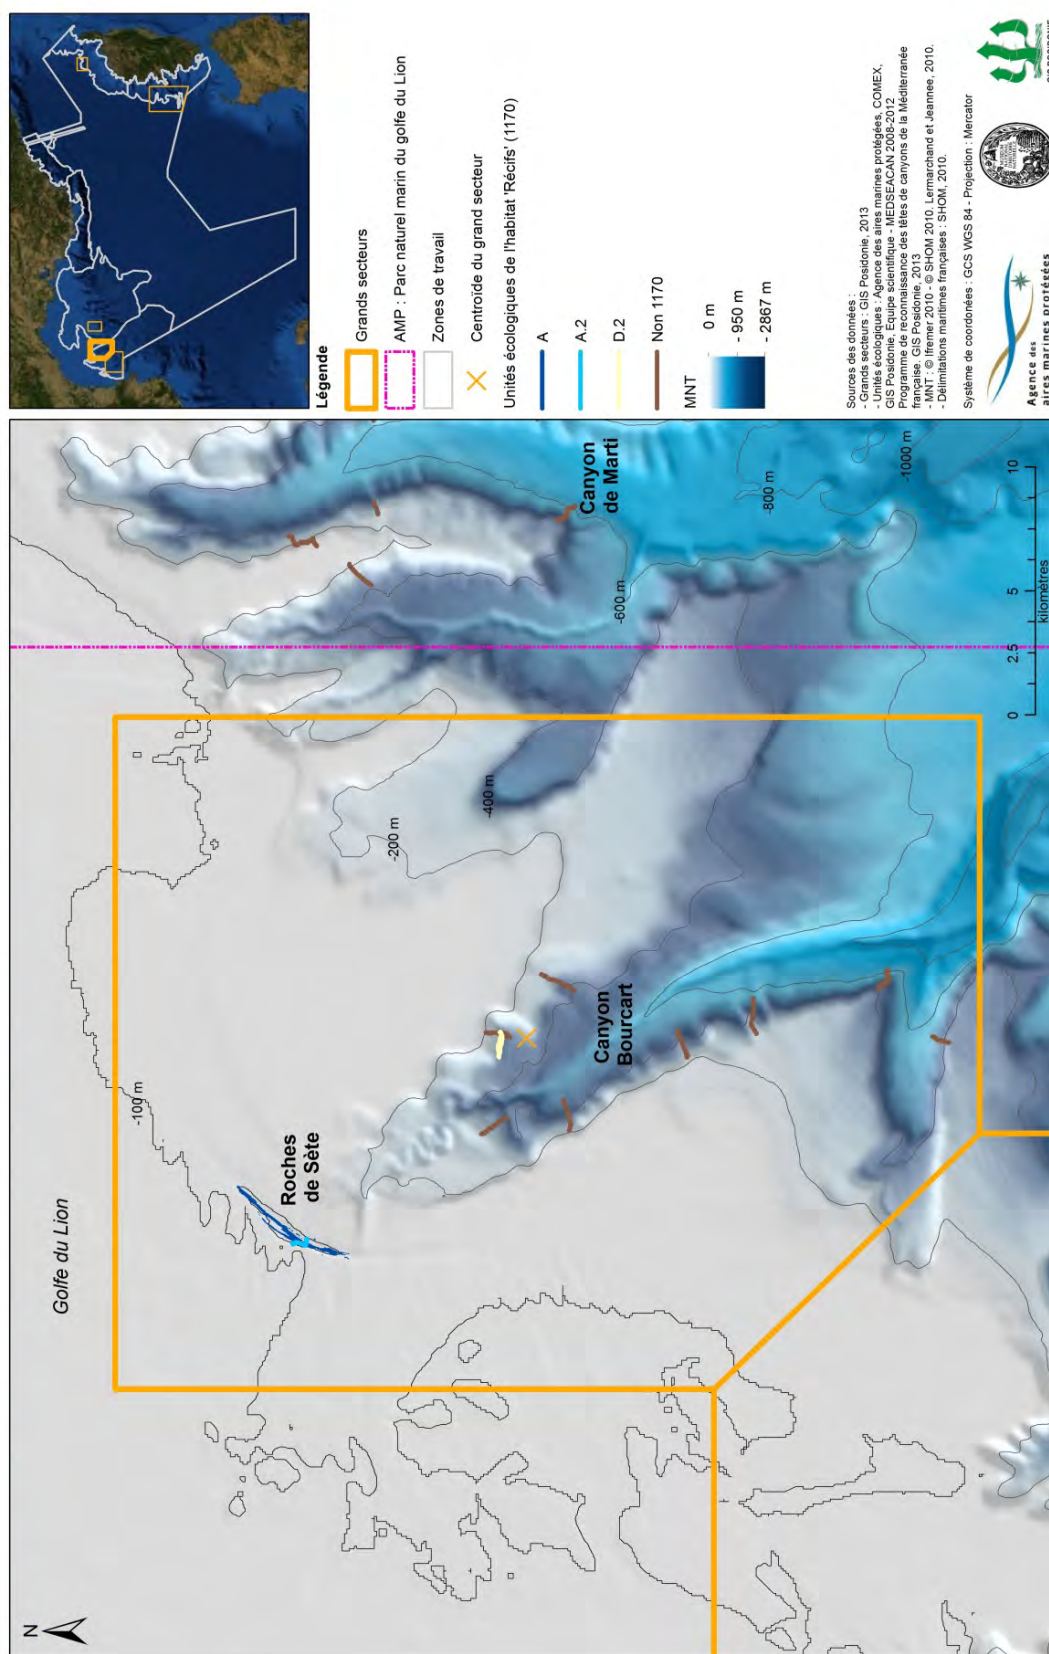 Golfe du Lion
Roches
de Sète
Canyon
Bourcart
Canyon
de Marti
-100 m
-200 m
-400 m
-600 m
-800 m
-1000 m
0
2.5
5
10
kilomètres
N
Légende
Grands secteurs
AMP : Parc naturel marin du golfe du Lion
Zones de travail
Centroïde du grand secteur
Unités écologiques de l'habitat 'Récifs' (1170)
A
A.2
D.2
Non 1170
MNT
0 m
- 950 m
- 2867 m
Sources des données :
- Grands secteurs : GIS Posidonie, 2013
- Unités écologiques : Agence des aires marines protégées, COMEX,
GIS Posidonie, Equipe scientifique - MEDSEACAN 2008-2012
Programme de reconnaissance des têtes de canyons de la Méditerranée
française. GIS Posidonie, 2013
- MNT : © Ifremer 2010 - © SHOM 2010. Lermarchand et Jeannee, 2010.
- Délimitations maritimes françaises : SHOM, 2010.
Système de coordonées : GCS WGS 84 - Projection : Mercator
Agence des
aires marines protégées